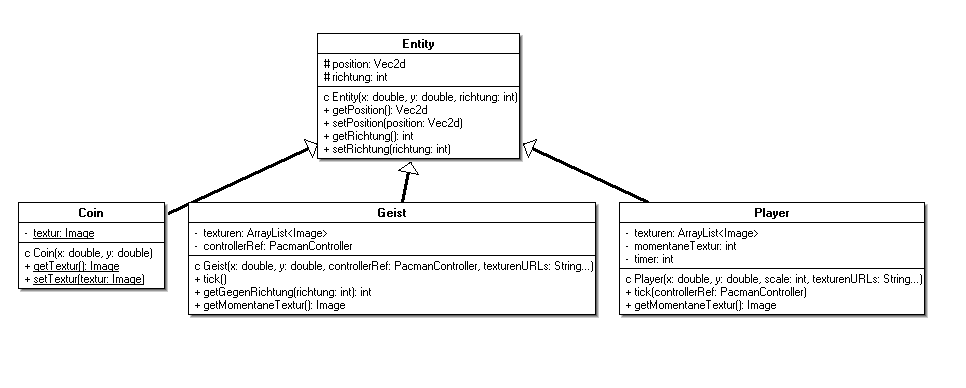 Entity
# position: Vec2d
# richtung: int
c Entity(x: double, y: double, richtung: int)
+ getPosition(): Vec2d
+ setPosition(position: Vec2d)
+ getRichtung(): int
+ setRichtung(richtung: int)
Coin
- textur: Image
c Coin(x: double, y: double)
+ getTextur(): Image
+ setTextur(textur: Image)
Geist
- texturen: ArrayList<Image>
- controllerRef: PacmanController
c Geist(x: double, y: double, controllerRef: PacmanController, texturenURLs: String...)
+ tick()
+ getGegenRichtung(richtung: int): int
+ getMomentaneTextur(): Image
Player
- texturen: ArrayList<Image>
- momentaneTextur: int
- timer: int
c Player(x: double, y: double, scale: int, texturenURLs: String...)
+ tick(controllerRef: PacmanController)
+ getMomentaneTextur(): Image